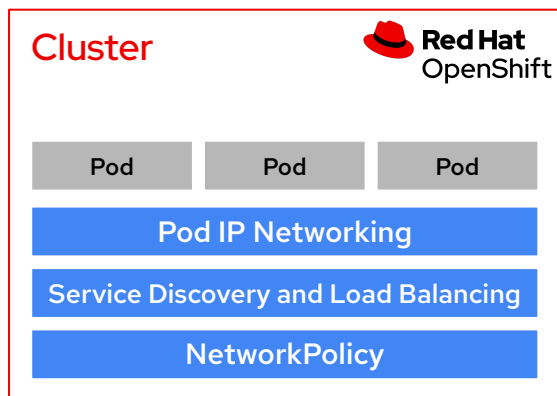 Cluster
Red Hat
OpenShift
Pod Pod Pod
Pod IP Networking
Service Discovery and Load Balancing
NetworkPolicy